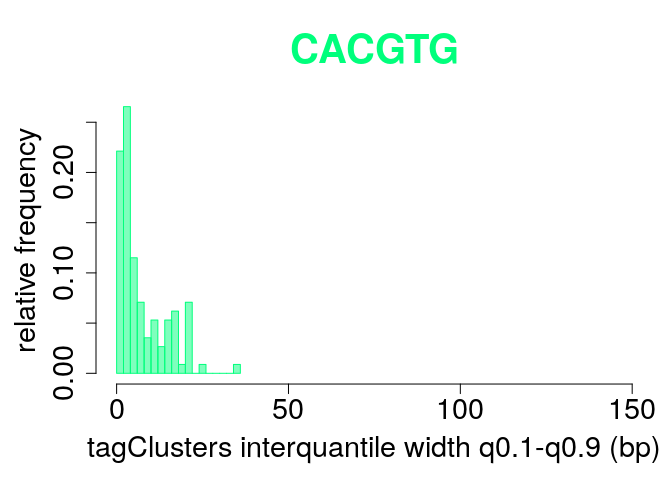 CACGTG
relative frequency
0.20
0.10
0.00
0 50 100 150
tagClusters interquantile width q0.1-q0.9 (bp)